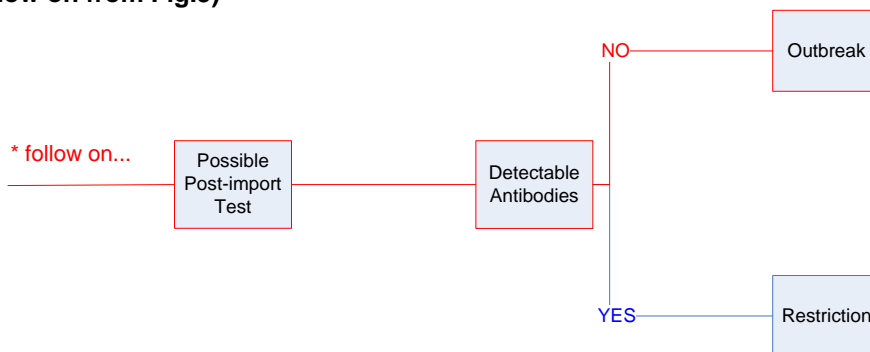 NO
Outbreak
* follow on...
Possible
Post-import
Test
Detectable
Antibodies
YES
Restriction